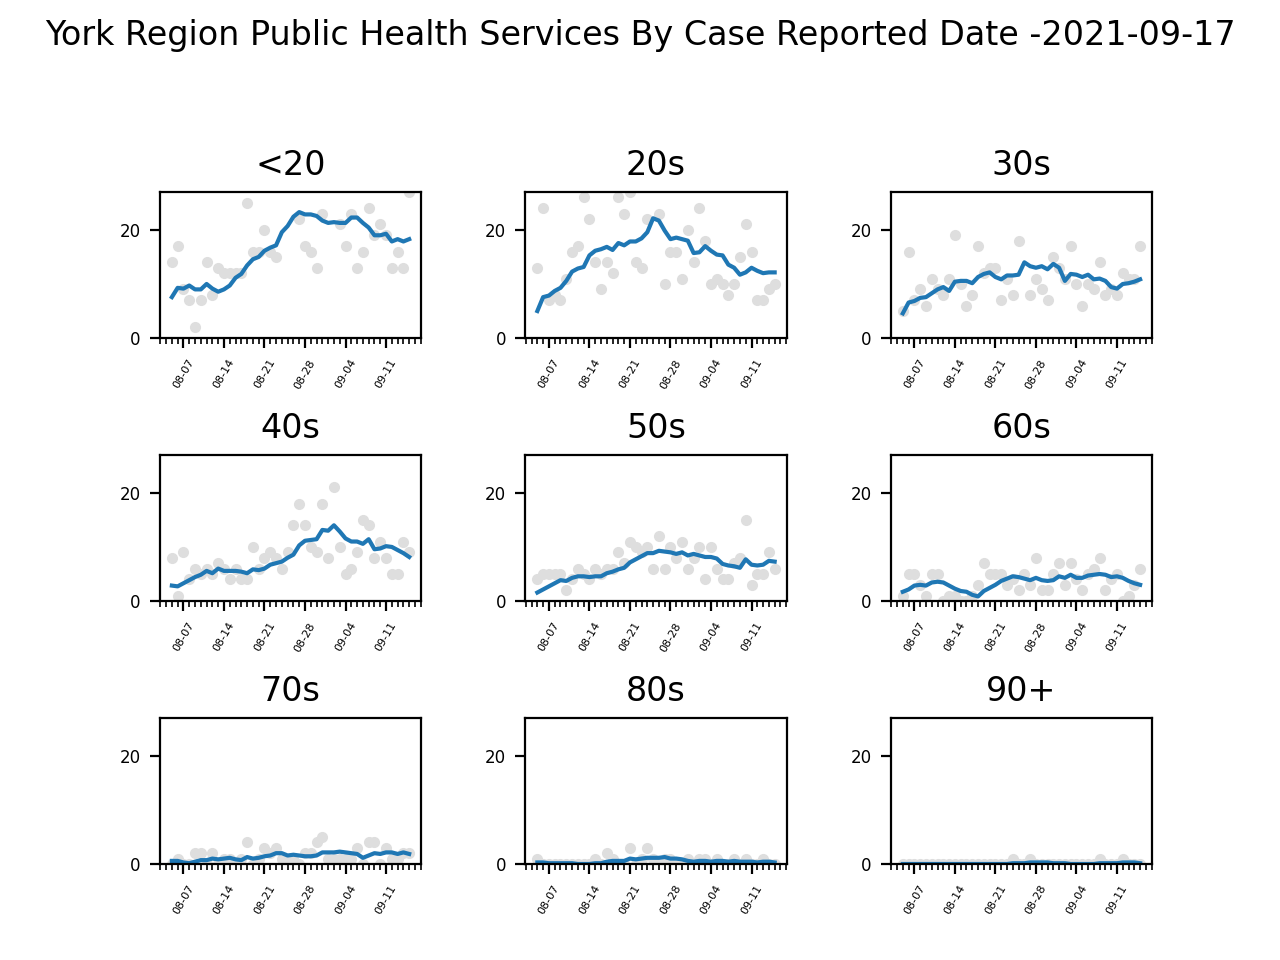 York Region Public Health Services By Case Reported Date -2021-09-17
<20 20s 30s
20 20 20
0 0 0
08-07 08-14 08-21 08-28 09-04 09-11 08-07 08-14 08-21 08-28 09-04 09-11 08-07 08-14 08-21 08-28 09-04 09-11
40s 50s 60s
20 20 20
0 0 0
08-07 08-14 08-21 08-28 09-04 09-11 08-07 08-14 08-21 08-28 09-04 09-11 08-07 08-14 08-21 08-28 09-04 09-11
70s 80s 90+
20 20 20
0 0 0
08-07 08-14 08-21 08-28 09-04 09-11 08-07 08-14 08-21 08-28 09-04 09-11 08-07 08-14 08-21 08-28 09-04 09-11